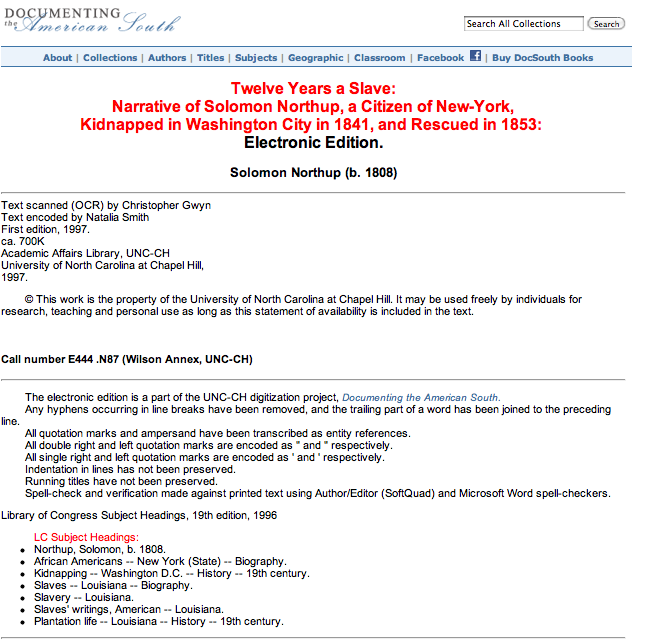 DOCUMENTING
the American South
Search All Collections
Search
About | Collections | Authors | Titles | Subjects | Geographic | Classroom | Facebook f | Buy DocSouth Books
Twelve Years a Slave:
Narrative of Solomon Northup, a Citizen of New-York,
Kidnapped in Washington City in 1841, and Rescued in 1853:
Electronic Edition.
Solomon Northup (b. 1808)
Text scanned (OCR) by Christopher Gwyn
Text encoded by Natalia Smith
First edition, 1997.
ca. 700K
Academic Affairs Library, UNC-CH
University of North Carolina at Chapel Hill,
1997.
© This work is the property of the University of North Carolina at Chapel Hill. It may be used freely by individuals for
research, teaching and personal use as long as this statement of availability is included in the text.
Call number E444 .N87 (Wilson Annex, UNC-CH)
The electronic edition is a part of the UNC-CH digitization project, Documenting the American South.
Any hyphens occurring in line breaks have been removed, and the trailing part of a word has been joined to the preceding
line.
All quotation marks and ampersand have been transcribed as entity references.
All double right and left quotation marks are encoded as " and " respectively.
All single right and left quotation marks are encoded as ' and ' respectively.
Indentation in lines has not been preserved.
Running titles have not been preserved.
Spell-check and verification made against printed text using Author/Editor (SoftQuad) and Microsoft Word spell-checkers.
Library of Congress Subject Headings, 19th edition, 1996
LC Subject Headings:
• Northup, Solomon, b. 1808.
• African Americans -- New York (State) -- Biography.
• Kidnapping -- Washington D.C. -- History -- 19th century.
• Slaves -- Louisiana -- Biography.
• Slavery -- Louisiana.
• Slaves' writings, American -- Louisiana.
• Plantation life -- Louisiana -- History -- 19th century.